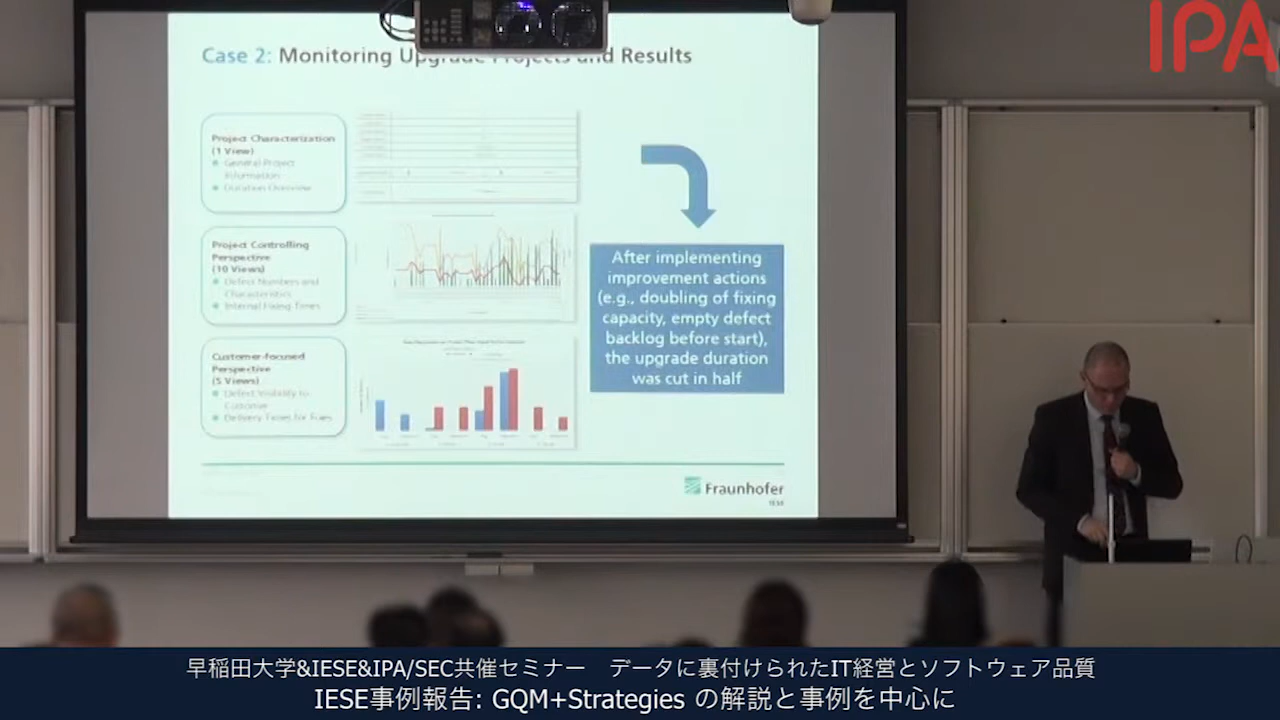 IPA
Case 2: Monitoring Upgrade Projects and Results
Project Characterization
(1 View)
General Project
Information
Duration Overview
Project Controlling
Perspective
(10 Views)
Defect Numbers and
Characteristics
Internal Fixing Times
Customer-focused
Perspective
(5 Views)
Defect Visibility to
Customer
Delivery Times for Fixes
After implementing
improvement actions
(e.g., doubling of fixing
capacity, empty defect
backlog before start),
the upgrade duration
was cut in half
Fraunhofer
IESE
早稲田大学&IESE&IPA/SEC共催セミナー　データに裏付けられたIT経営とソフトウェア品質
IESE事例報告: GQM+Strategies の解説と事例を中心に